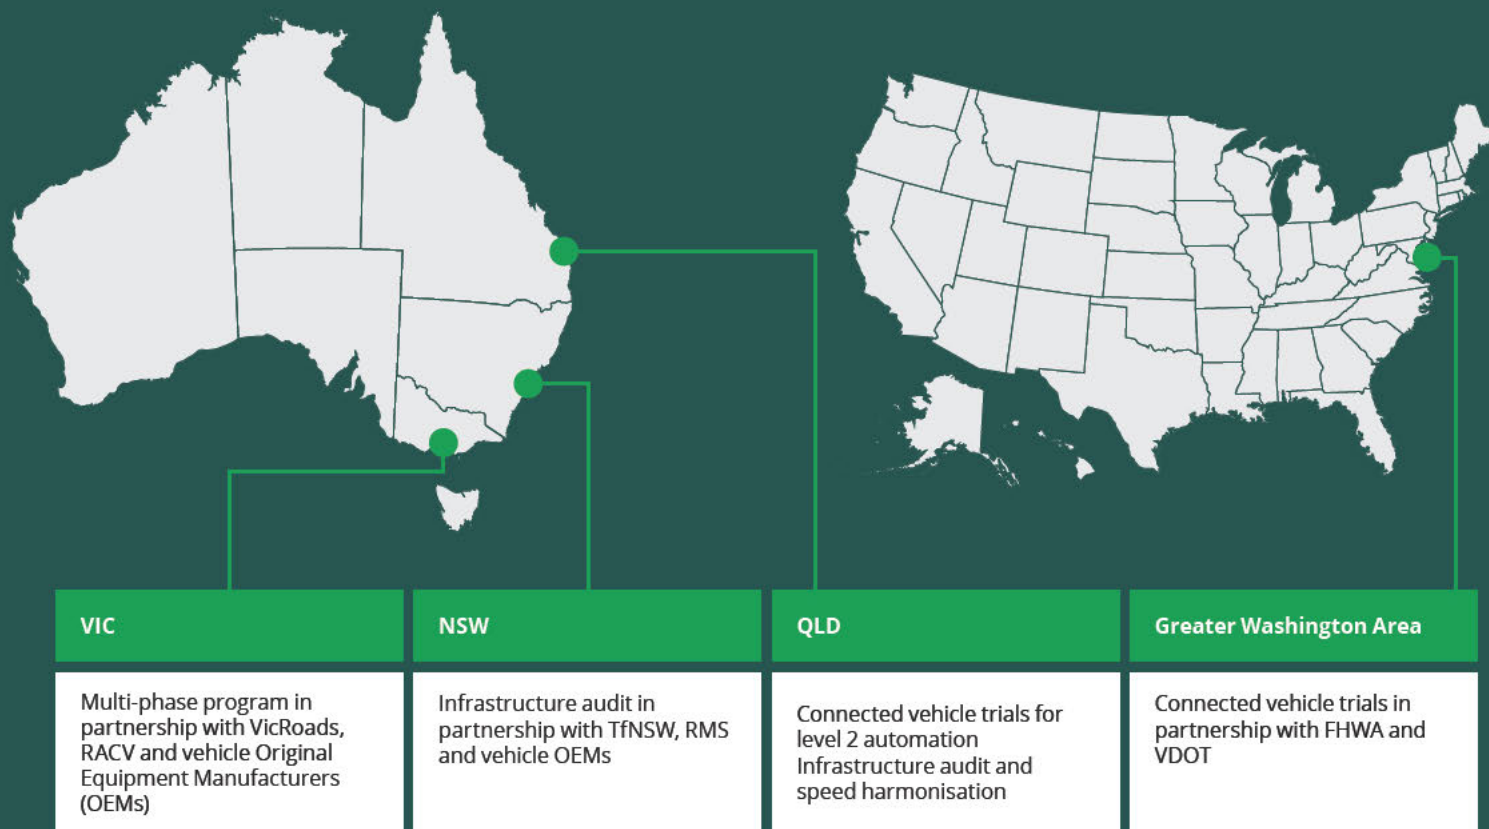 VIC
Multi-phase program in
partnership with VicRoads,
RACV and vehicle Original
Equipment Manufacturers
(OEMs)
NSW
Infrastructure audit in
partnership with TfNSW, RMS
and vehicle OEMs
QLD
Connected vehicle trials for
level 2 automation
Infrastructure audit and
speed harmonisation
Greater Washington Area
Connected vehicle trials in
partnership with FHWA and
VDOT